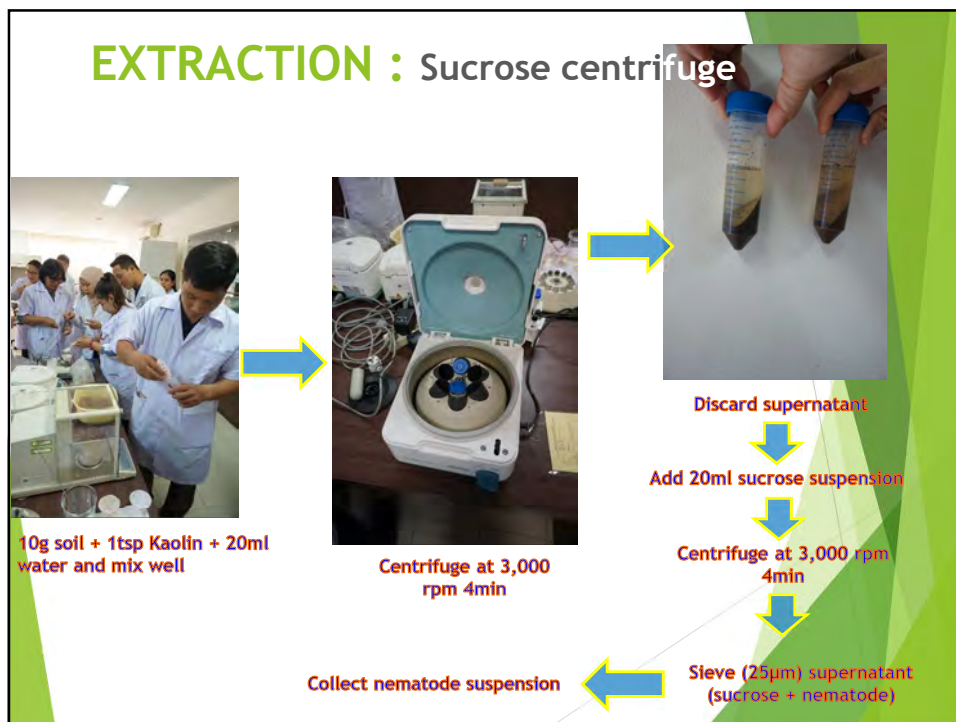 EXTRACTION : Sucrose centrifuge
10g soil + 1tsp Kaolin + 20ml
water and mix well
Centrifuge at 3,000
rpm 4min
Discard supernatant
Add 20ml sucrose suspension
Centrifuge at 3,000 rpm
4min
Sieve (25µm) supernatant
(sucrose + nematode)
Collect nematode suspension